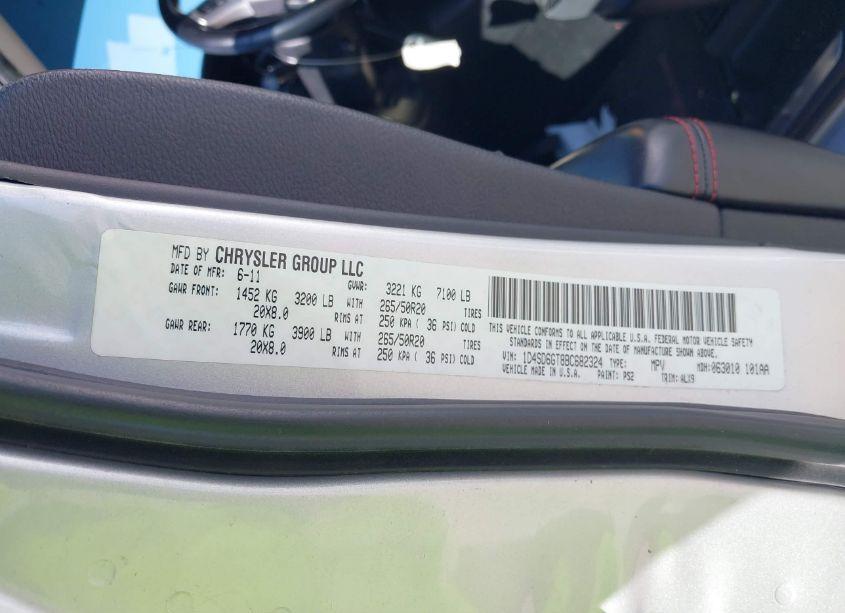 MFD BY CHRYSLER GROUP LLC
DATE OF MFR: 6-11 GVWR: 3221 KG 7100 LB
GAWR FRONT: 1452 KG 3200 LB WITH 265/50R20 TIRES
20X8.0 RIMS AT 250 KPA ( 36 PSI) COLD
GAWR REAR: 1770 KG 3900 LB WITH 265/50R20 TIRES
20X8.0 RIMS AT 250 KPA ( 36 PSI) COLD
THIS VEHICLE CONFORMS TO ALL APPLICABLE U.S.A. FEDERAL MOTOR VEHICLE SAFETY
STANDARDS IN EFFECT ON THE DATE OF MANUFACTURE SHOWN ABOVE.
VIN: 1D4SD6GT8BC682324 TYPE: MPV MDH:063010 101AA
VEHICLE MADE IN U.S.A. PAINT: PS2 TRIM: ALX9